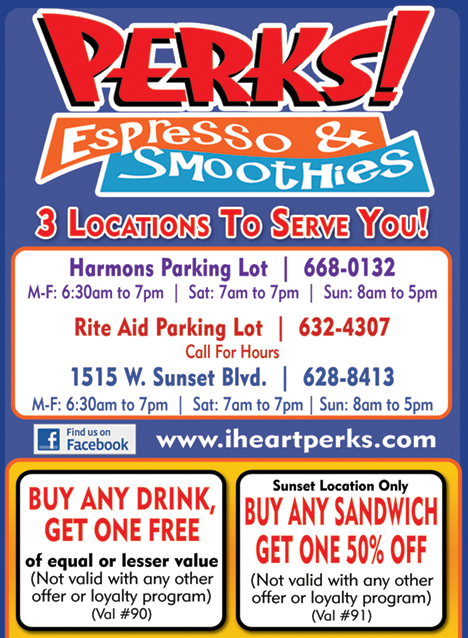 PERKS!
Espresso &
Smoothies
3 Locations To Serve You!
Harmons Parking Lot | 668-0132
M-F: 6:30am to 7pm | Sat: 7am to 7pm | Sun: 8am to 5pm
Rite Aid Parking Lot | 632-4307
Call For Hours
1515 W. Sunset Blvd. | 628-8413
M-F: 6:30am to 7pm | Sat: 7am to 7pm | Sun: 8am to 5pm
f Find us on
Facebook
www.iheartperks.com
BUY ANY DRINK,
GET ONE FREE
of equal or lesser value
(Not valid with any other
offer or loyalty program)
(Val #90)
Sunset Location Only
BUY ANY SANDWICH
GET ONE 50% OFF
(Not valid with any other
offer or loyalty program)
(Val #91)